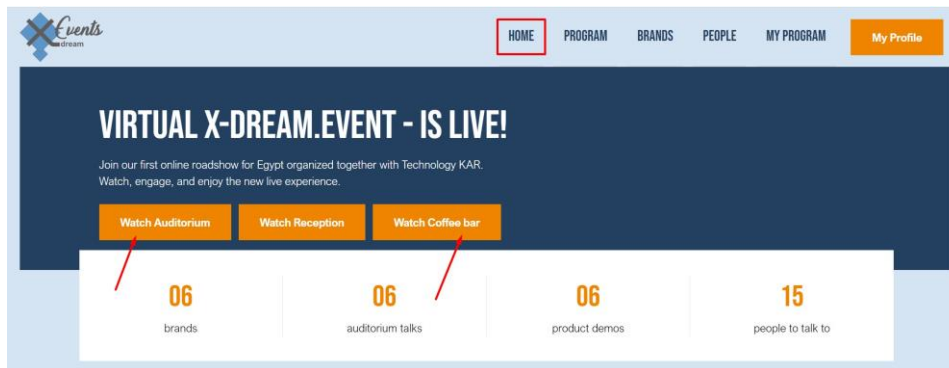 Events
dream
HOME PROGRAM BRANDS PEOPLE MY PROGRAM My Profile
VIRTUAL X-DREAM.EVENT - IS LIVE!
Join our first online roadshow for Egypt organized together with Technology KAR.
Watch, engage, and enjoy the new live experience.
Watch Auditorium Watch Reception Watch Coffee bar
06 06 06 15
brands auditorium talks product demos people to talk to